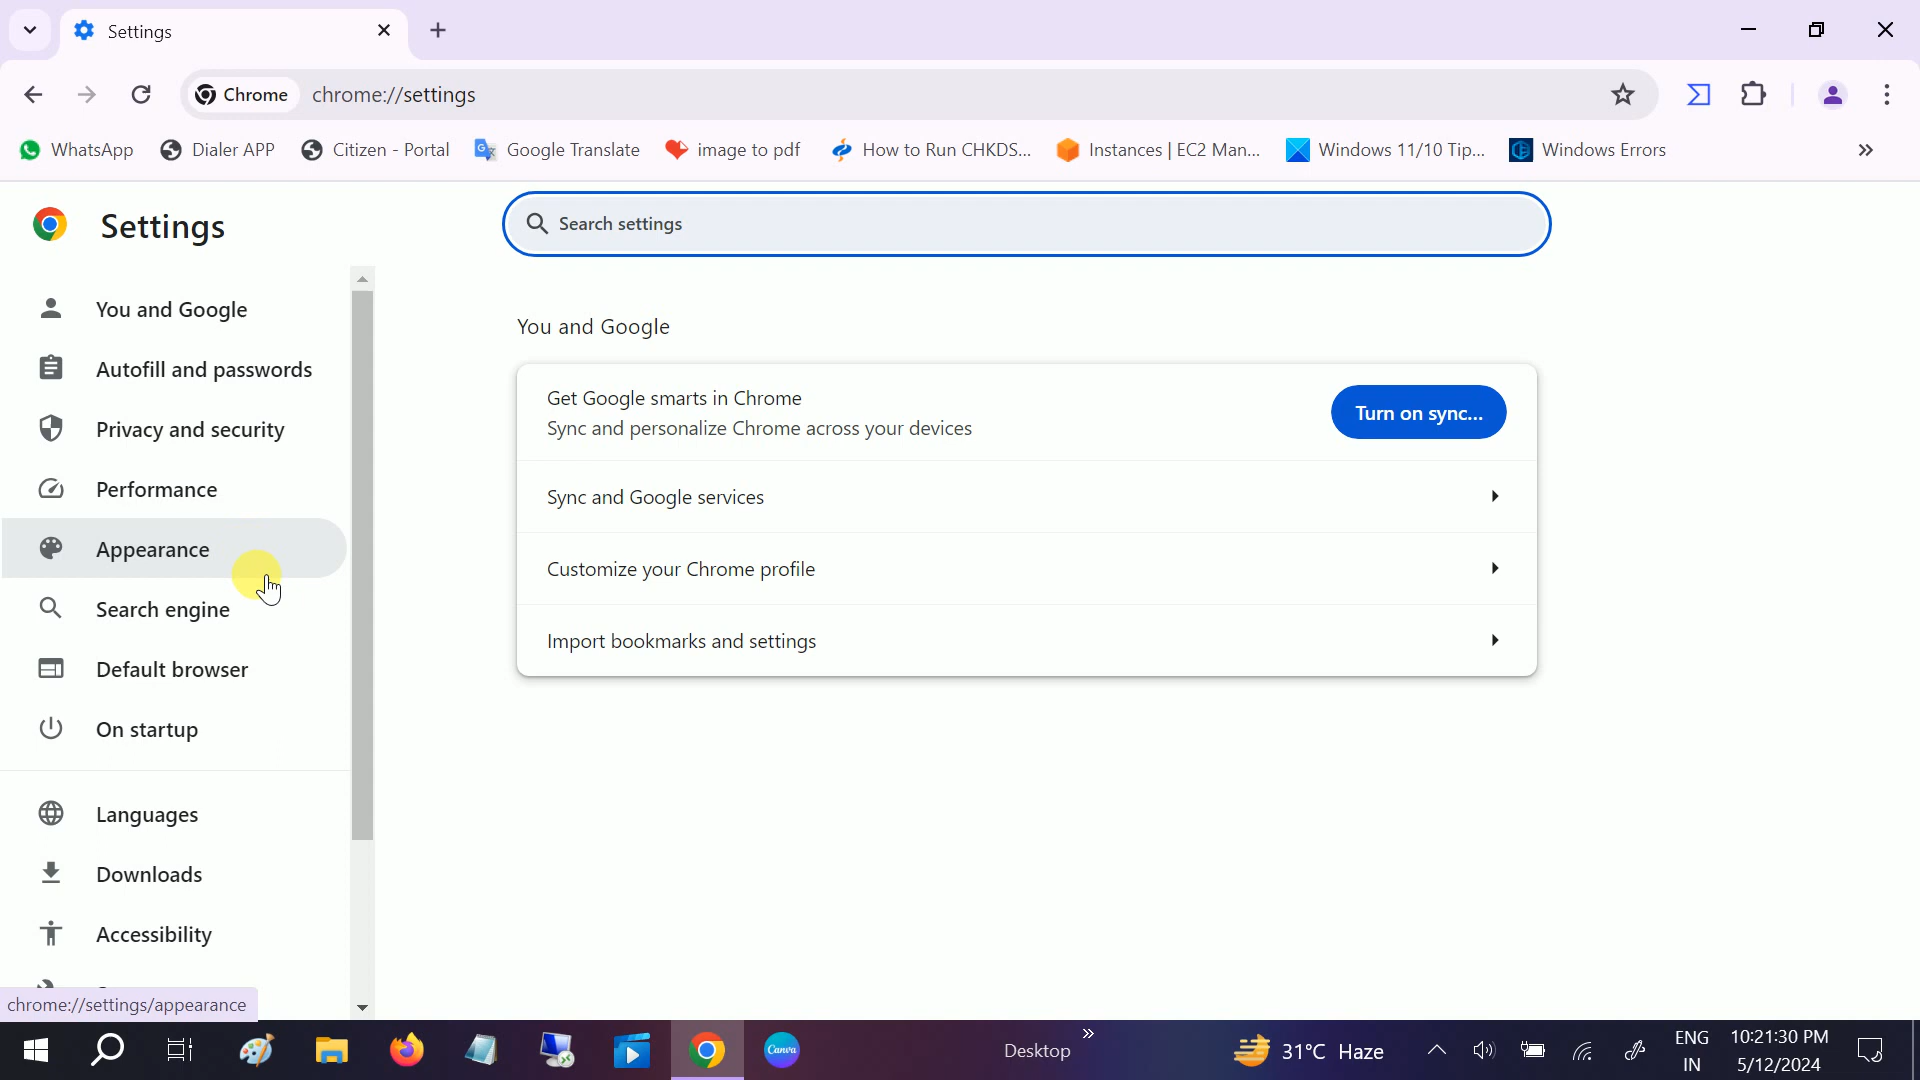 Settings
Chrome chrome://settings
WhatsApp Dialer APP Citizen - Portal Google Translate image to pdf How to Run CHKDS... Instances | EC2 Man... Windows 11/10 Tip... Windows Errors
Settings
Search settings
You and Google
Autofill and passwords
Privacy and security
Performance
Appearance
Search engine
Default browser
On startup
Languages
Downloads
Accessibility
chrome://settings/appearance
You and Google
Get Google smarts in Chrome
Sync and personalize Chrome across your devices
Turn on sync...
Sync and Google services
Customize your Chrome profile
Import bookmarks and settings
Canva
Desktop
31°C Haze
ENG
IN
10:21:30 PM
5/12/2024